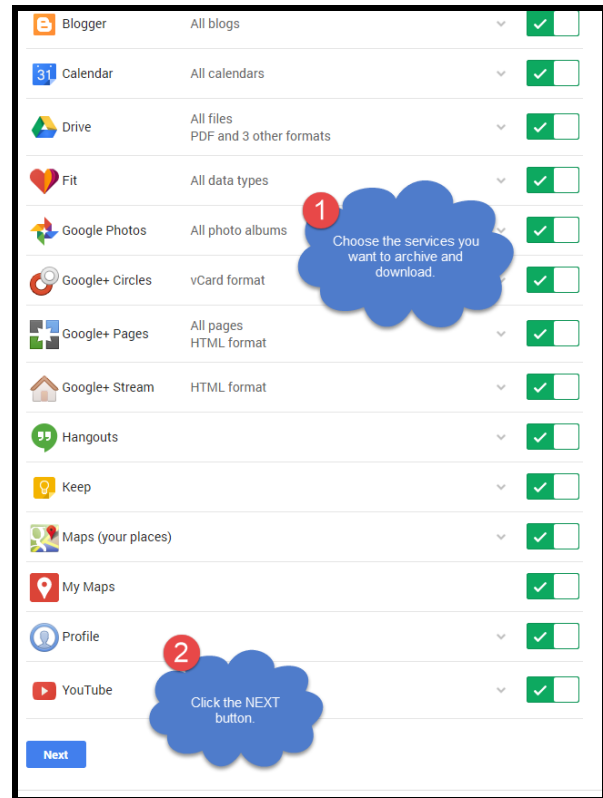 Blogger All blogs
31 Calendar All calendars
Drive All files
PDF and 3 other formats
Fit All data types
1
Google Photos All photo albums
Choose the services you
want to archive and
download.
Google+ Circles vCard format
Google+ Pages All pages
HTML format
Google+ Stream HTML format
Hangouts
Keep
Maps (your places)
My Maps
Profile
2
YouTube
Click the NEXT
button.
Next